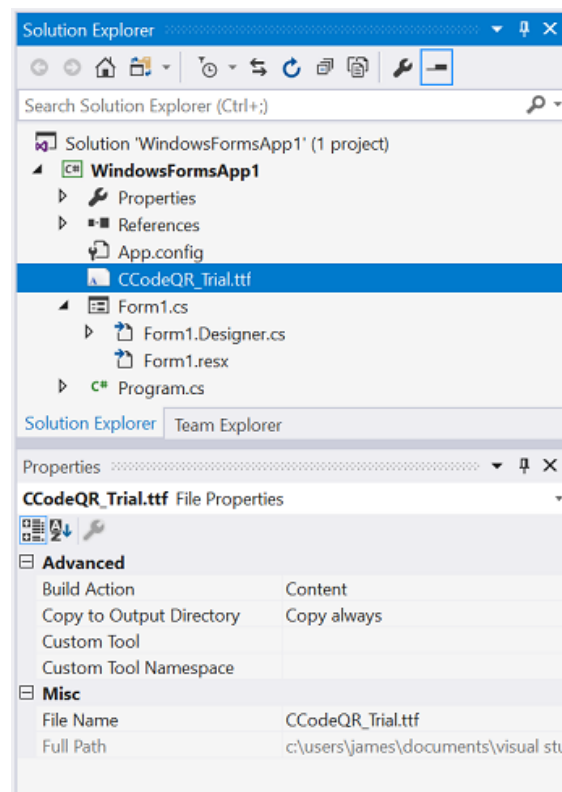 Solution Explorer
Search Solution Explorer (Ctrl+;)
Solution 'WindowsFormsApp1' (1 project)
C# WindowsFormsApp1
Properties
References
App.config
CCodeQR_Trial.ttf
Form1.cs
Form1.Designer.cs
Form1.resx
C# Program.cs
Solution Explorer Team Explorer
Properties
CCodeQR_Trial.ttf File Properties
Advanced
Build Action Content
Copy to Output Directory Copy always
Custom Tool
Custom Tool Namespace
Misc
File Name CCodeQR_Trial.ttf
Full Path c:\users\james\documents\visual stu